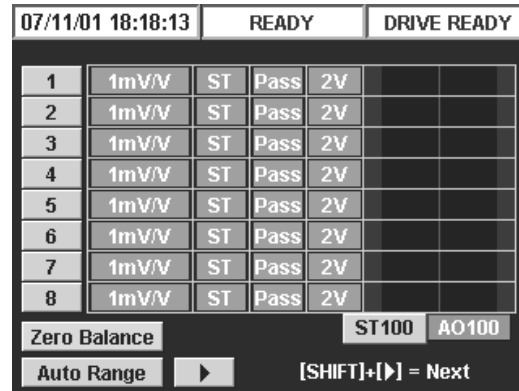 07/11/01 18:18:13 READY DRIVE READY
1 1mV/V ST Pass 2V
2 1mV/V ST Pass 2V
3 1mV/V ST Pass 2V
4 1mV/V ST Pass 2V
5 1mV/V ST Pass 2V
6 1mV/V ST Pass 2V
7 1mV/V ST Pass 2V
8 1mV/V ST Pass 2V
ST100 AO100
Zero Balance
Auto Range [SHIFT]+[▶] = Next